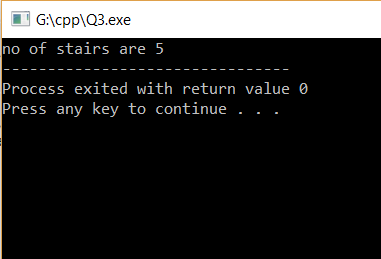 G:\cpp\Q3.exe
no of stairs are 5
--------------------------------
Process exited with return value 0
Press any key to continue . . .